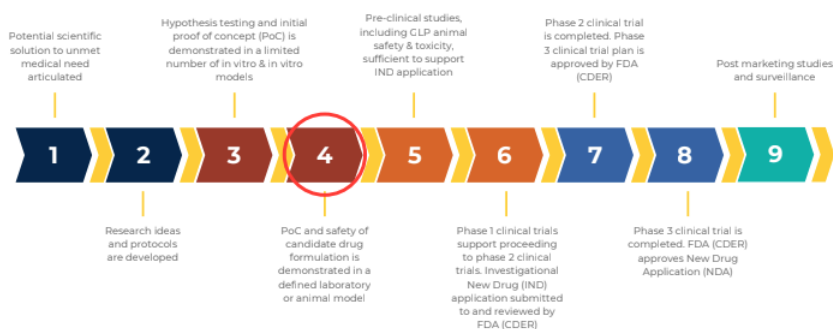 Potential scientific
solution to unmet
medical need
articulated
Hypothesis testing and initial
proof of concept (PoC) is
demonstrated in a limited
number of in vitro & in vitro
models
Pre-clinical studies,
including GLP animal
safety & toxicity,
sufficient to support
IND application
Phase 2 clinical trial
is completed. Phase
3 clinical trial plan is
approved by FDA
(CDER)
Post marketing studies
and surveillance
1
2
3
4
5
6
7
8
9
Research ideas
and protocols
are developed
PoC and safety of
candidate drug
formulation is
demonstrated in a
defined laboratory
or animal model
Phase 1 clinical trials
support proceeding
to phase 2 clinical
trials. Investigational
New Drug (IND)
application submitted
to and reviewed by
FDA (CDER)
Phase 3 clinical trial is
completed. FDA (CDER)
approves New Drug
Application (NDA)